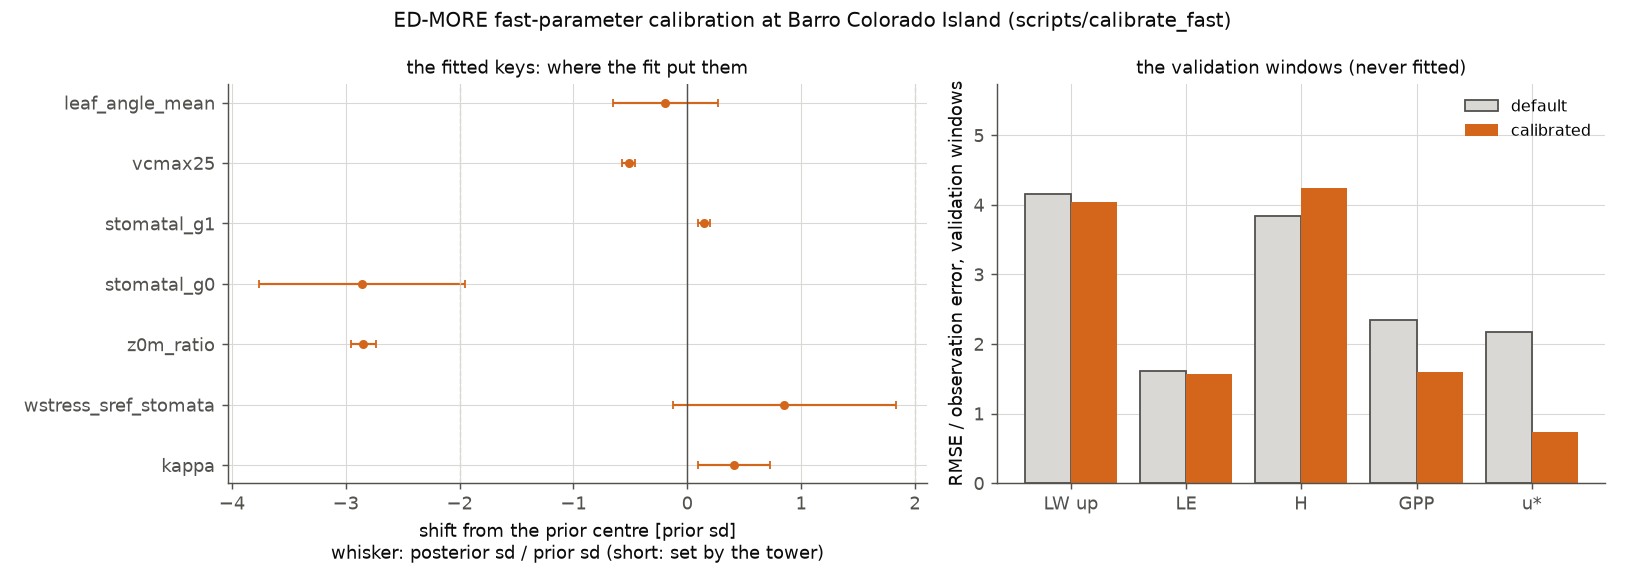 ED-MORE fast-parameter calibration at Barro Colorado Island (scripts/calibrate_fast)
the fitted keys: where the fit put them
leaf_angle_mean
vcmax25
stomatal_g1
stomatal_g0
z0m_ratio
wstress_sref_stomata
kappa
−4 −3 −2 −1 0 1 2
shift from the prior centre [prior sd]
whisker: posterior sd / prior sd (short: set by the tower)
the validation windows (never fitted)
RMSE / observation error, validation windows
5
4
3
2
1
0
default
calibrated
LW up LE H GPP u*